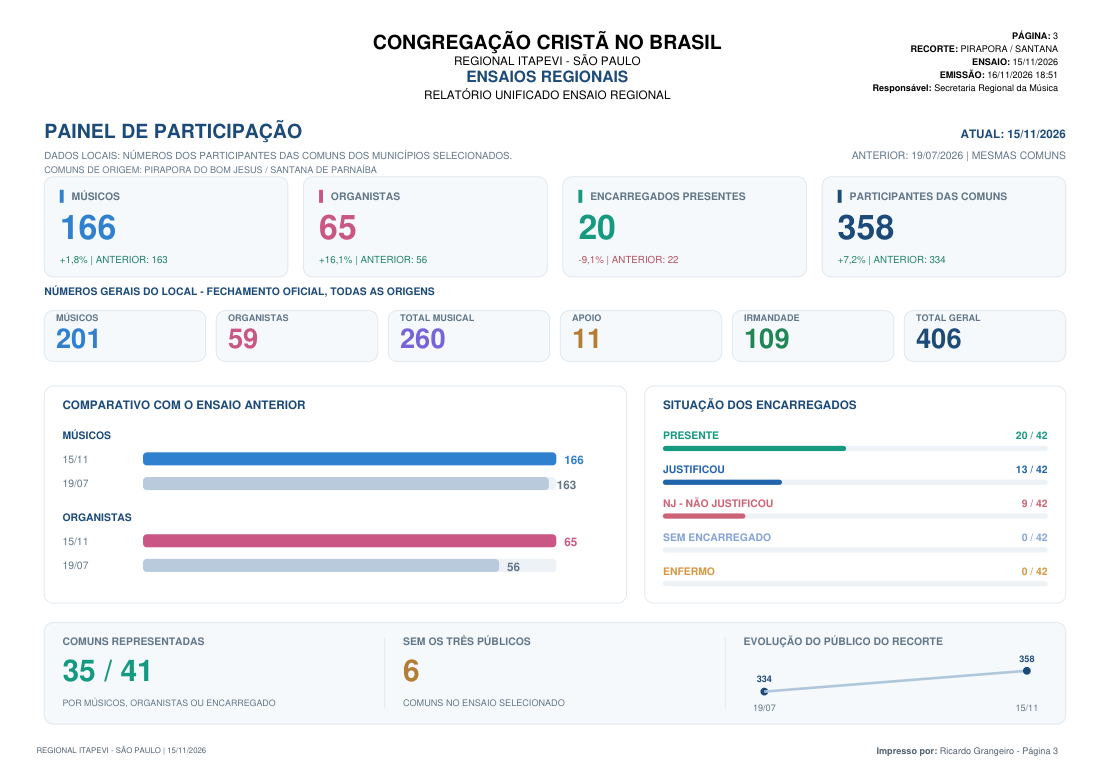 CONGREGAÇÃO CRISTÃ NO BRASIL
REGIONAL ITAPEVI - SÃO PAULO
ENSAIOS REGIONAIS
RELATÓRIO UNIFICADO ENSAIO REGIONAL
PÁGINA: 3
RECORTE: PIRAPORA / SANTANA
ENSAIO: 15/11/2026
EMISSÃO: 16/11/2026 18:51
Responsável: Secretaria Regional da Música
PAINEL DE PARTICIPAÇÃO
ATUAL: 15/11/2026
DADOS LOCAIS: NÚMEROS DOS PARTICIPANTES DAS COMUNS DOS MUNICÍPIOS SELECIONADOS.
ANTERIOR: 19/07/2026 | MESMAS COMUNS
COMUNS DE ORIGEM: PIRAPORA DO BOM JESUS / SANTANA DE PARNAÍBA
MÚSICOS
166
+1,8% | ANTERIOR: 163
ORGANISTAS
65
+16,1% | ANTERIOR: 56
ENCARREGADOS PRESENTES
20
-9,1% | ANTERIOR: 22
PARTICIPANTES DAS COMUNS
358
+7,2% | ANTERIOR: 334
NÚMEROS GERAIS DO LOCAL - FECHAMENTO OFICIAL, TODAS AS ORIGENS
MÚSICOS
201
ORGANISTAS
59
TOTAL MUSICAL
260
APOIO
11
IRMANDADE
109
TOTAL GERAL
406
COMPARATIVO COM O ENSAIO ANTERIOR
MÚSICOS
15/11 166
19/07 163
ORGANISTAS
15/11 65
19/07 56
SITUAÇÃO DOS ENCARREGADOS
PRESENTE 20 / 42
JUSTIFICOU 13 / 42
NJ - NÃO JUSTIFICOU 9 / 42
SEM ENCARREGADO 0 / 42
ENFERMO 0 / 42
COMUNS REPRESENTADAS
35 / 41
POR MÚSICOS, ORGANISTAS OU ENCARREGADO
SEM OS TRÊS PÚBLICOS
6
COMUNS NO ENSAIO SELECIONADO
EVOLUÇÃO DO PÚBLICO DO RECORTE
334 358
19/07 15/11
REGIONAL ITAPEVI - SÃO PAULO | 15/11/2026
Impresso por: Ricardo Grangeiro - Página 3